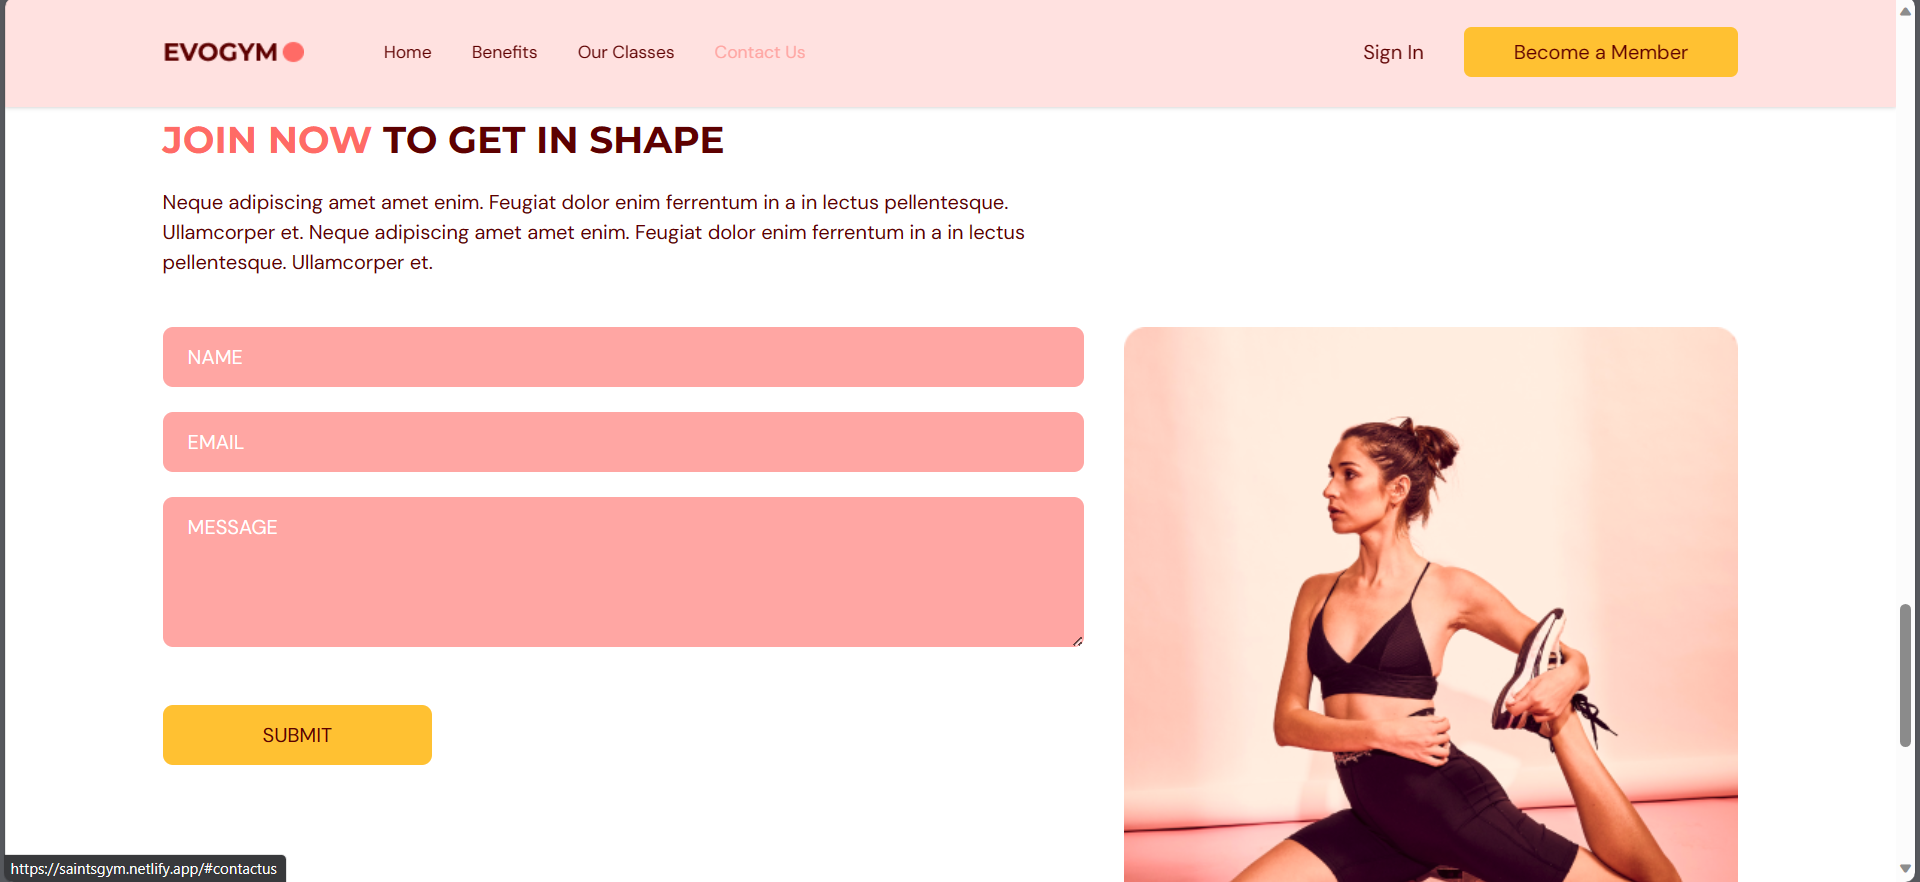 EVOGYM
Home
Benefits
Our Classes
Contact Us
Sign In
Become a Member
JOIN NOW TO GET IN SHAPE
Neque adipiscing amet amet enim. Feugiat dolor enim ferrentum in a in lectus pellentesque.
Ullamcorper et. Neque adipiscing amet amet enim. Feugiat dolor enim ferrentum in a in lectus
pellentesque. Ullamcorper et.
NAME
EMAIL
MESSAGE
SUBMIT
https://saintsgym.netlify.app/#contactus